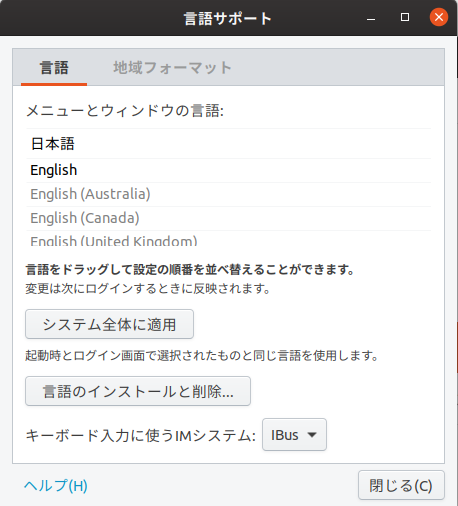 言語サポート
言語
地域フォーマット
メニューとウィンドウの言語:
日本語
English
English (Australia)
English (Canada)
English (United Kingdom)
言語をドラッグして設定の順番を並べ替えることができます。
変更は次にログインするときに反映されます。
システム全体に適用
起動時とログイン画面で選択されたものと同じ言語を使用します。
言語のインストールと削除...
キーボード入力に使うIMシステム: IBus
ヘルプ(H)
閉じる(C)